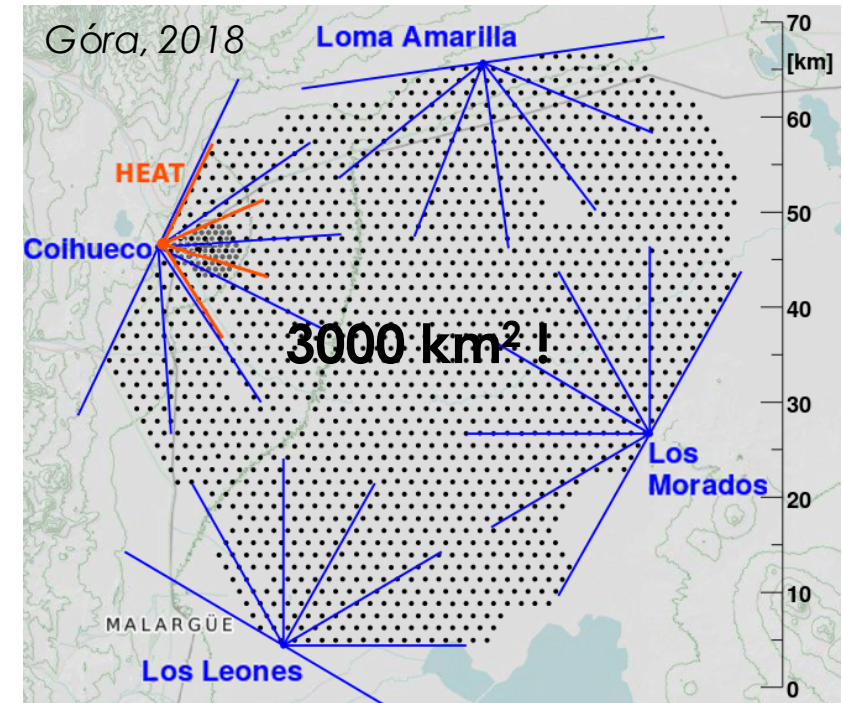 Góra, 2018
Loma Amarilla
70
[km]
60
HEAT
50
Coihueco
40
3000 km² !
30
Los
Morados
20
10
MALARGÜE
Los Leones
0